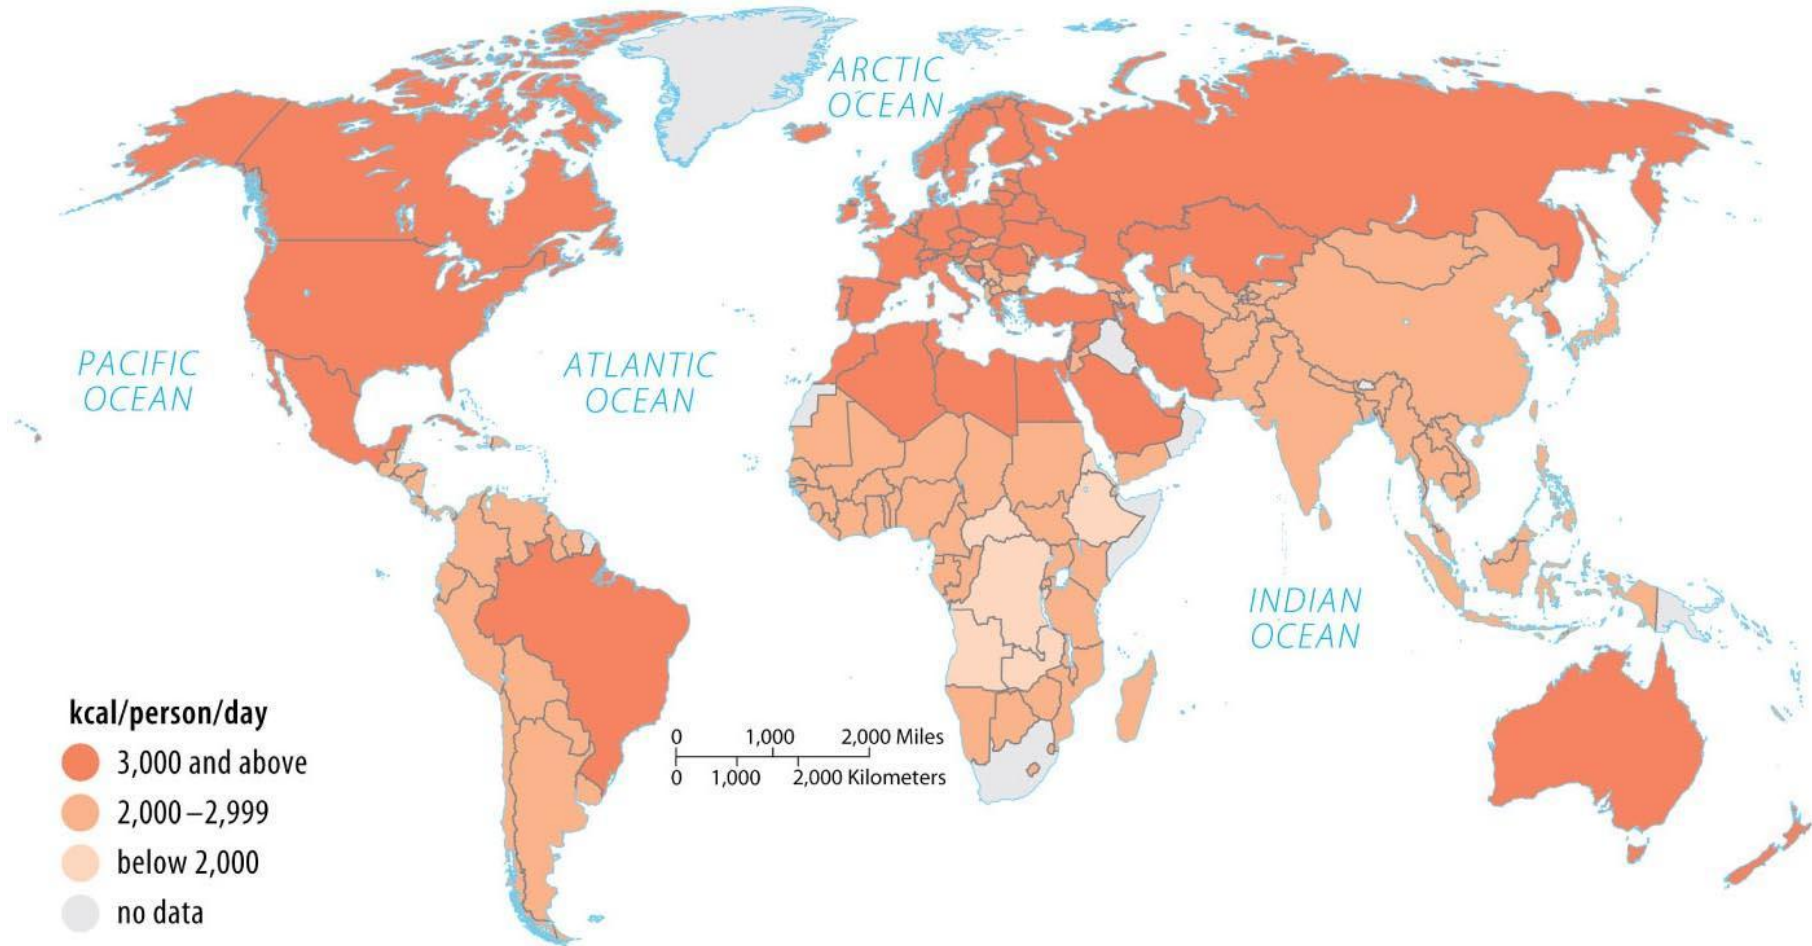 ARCTIC
OCEAN
PACIFIC
OCEAN
ATLANTIC
OCEAN
INDIAN
OCEAN
kcal/person/day
3,000 and above
2,000–2,999
below 2,000
no data
0 1,000 2,000 Miles
0 1,000 2,000 Kilometers